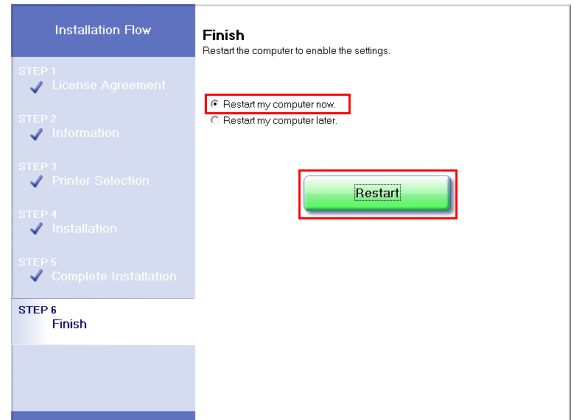 Installation Flow
Finish
Restart the computer to enable the settings.
STEP 1
License Agreement
Restart my computer now.
Restart my computer later.
STEP 2
Information
STEP 3
Printer Selection
Restart
STEP 4
Installation
STEP 5
Complete Installation
STEP 6
Finish